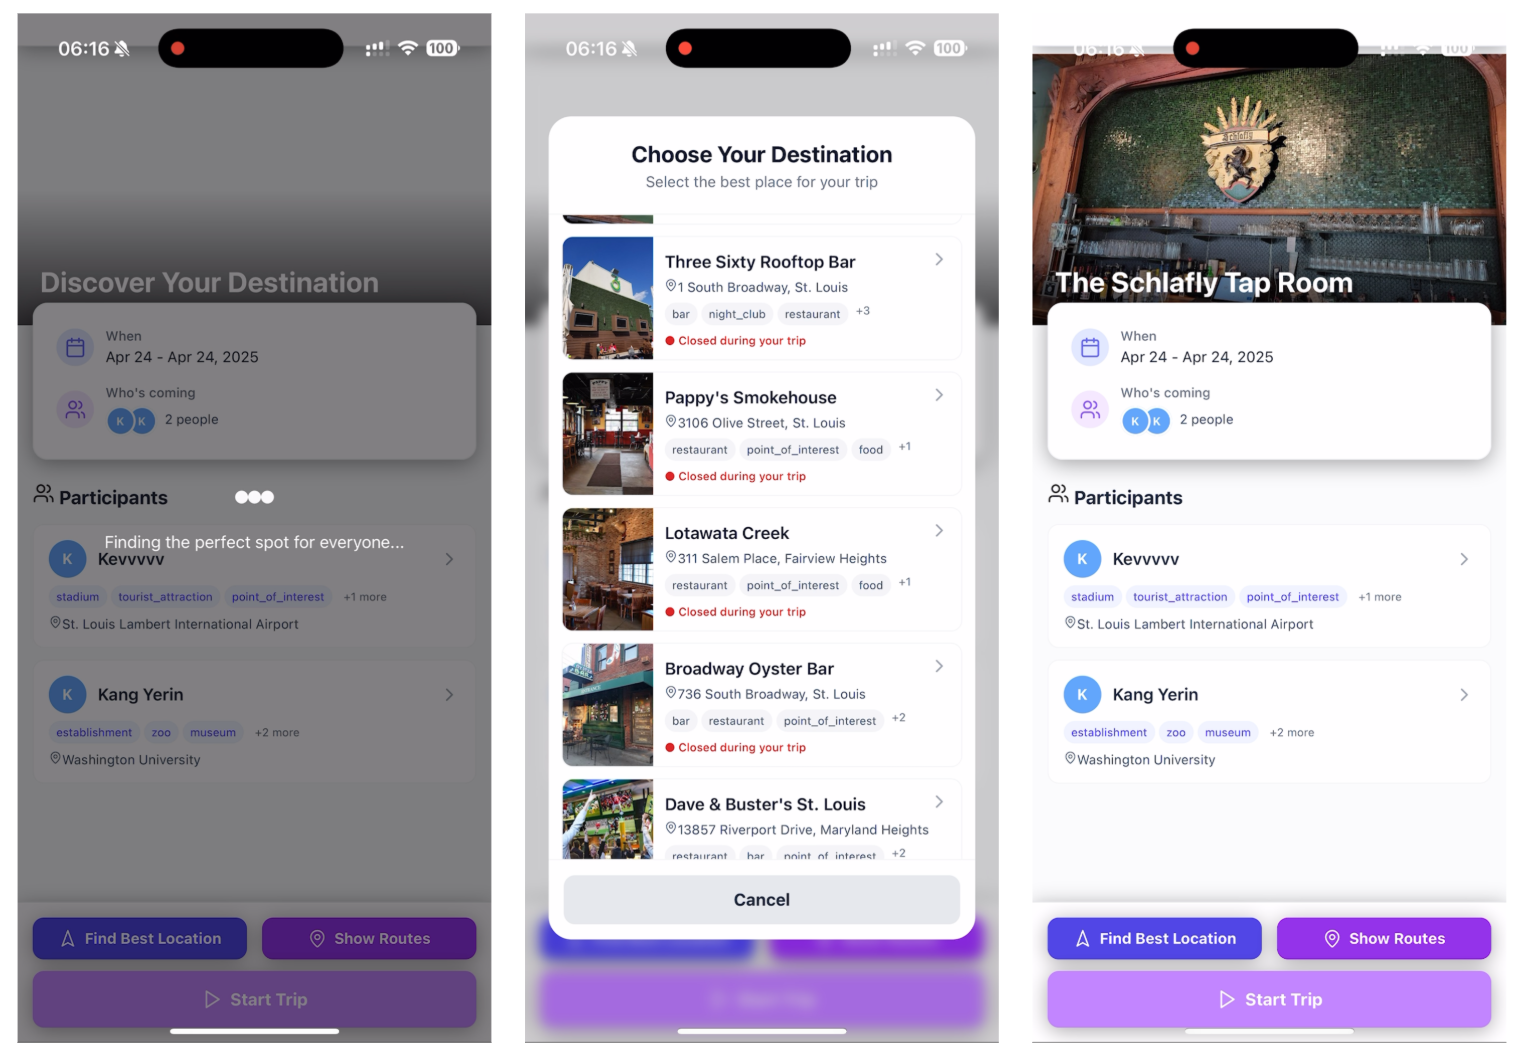 06:16
100
Discover Your Destination
When
Apr 24 - Apr 24, 2025
Who's coming
K K 2 people
Participants
Finding the perfect spot for everyone...
K Kevvvvv
stadium tourist_attraction point_of_interest +1 more
St. Louis Lambert International Airport
K Kang Yerin
establishment zoo museum +2 more
Washington University
Find Best Location Show Routes
Start Trip
06:16
100
Choose Your Destination
Select the best place for your trip
Three Sixty Rooftop Bar
1 South Broadway, St. Louis
bar night_club restaurant +3
Closed during your trip
Pappy's Smokehouse
3106 Olive Street, St. Louis
restaurant point_of_interest food +1
Closed during your trip
Lotawata Creek
311 Salem Place, Fairview Heights
restaurant point_of_interest food +1
Closed during your trip
Broadway Oyster Bar
736 South Broadway, St. Louis
bar restaurant point_of_interest +2
Closed during your trip
Dave & Buster's St. Louis
13857 Riverport Drive, Maryland Heights
restaurant bar point_of_interest +2
Cancel
06:16
100
Schlafly
The Schlafly Tap Room
When
Apr 24 - Apr 24, 2025
Who's coming
K K 2 people
Participants
K Kevvvvv
stadium tourist_attraction point_of_interest +1 more
St. Louis Lambert International Airport
K Kang Yerin
establishment zoo museum +2 more
Washington University
Find Best Location Show Routes
Start Trip